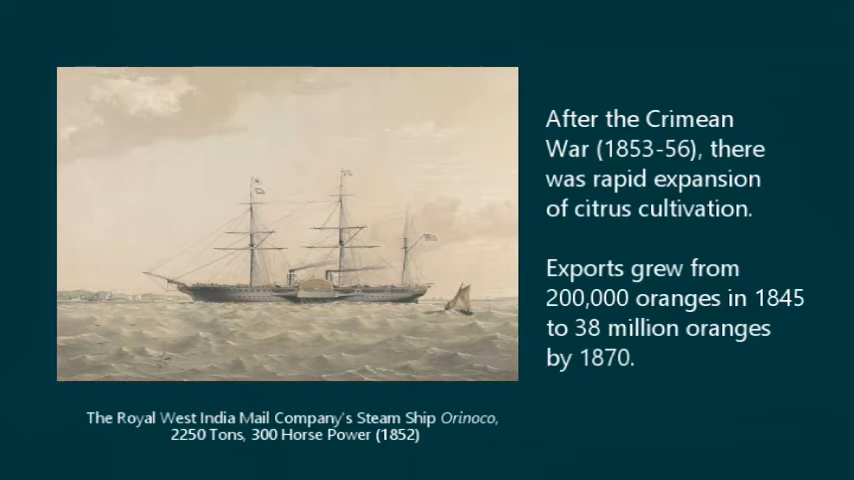 After the Crimean
War (1853-56), there
was rapid expansion
of citrus cultivation.
Exports grew from
200,000 oranges in 1845
to 38 million oranges
by 1870.
The Royal West India Mail Company's Steam Ship Orinoco,
2250 Tons, 300 Horse Power (1852)